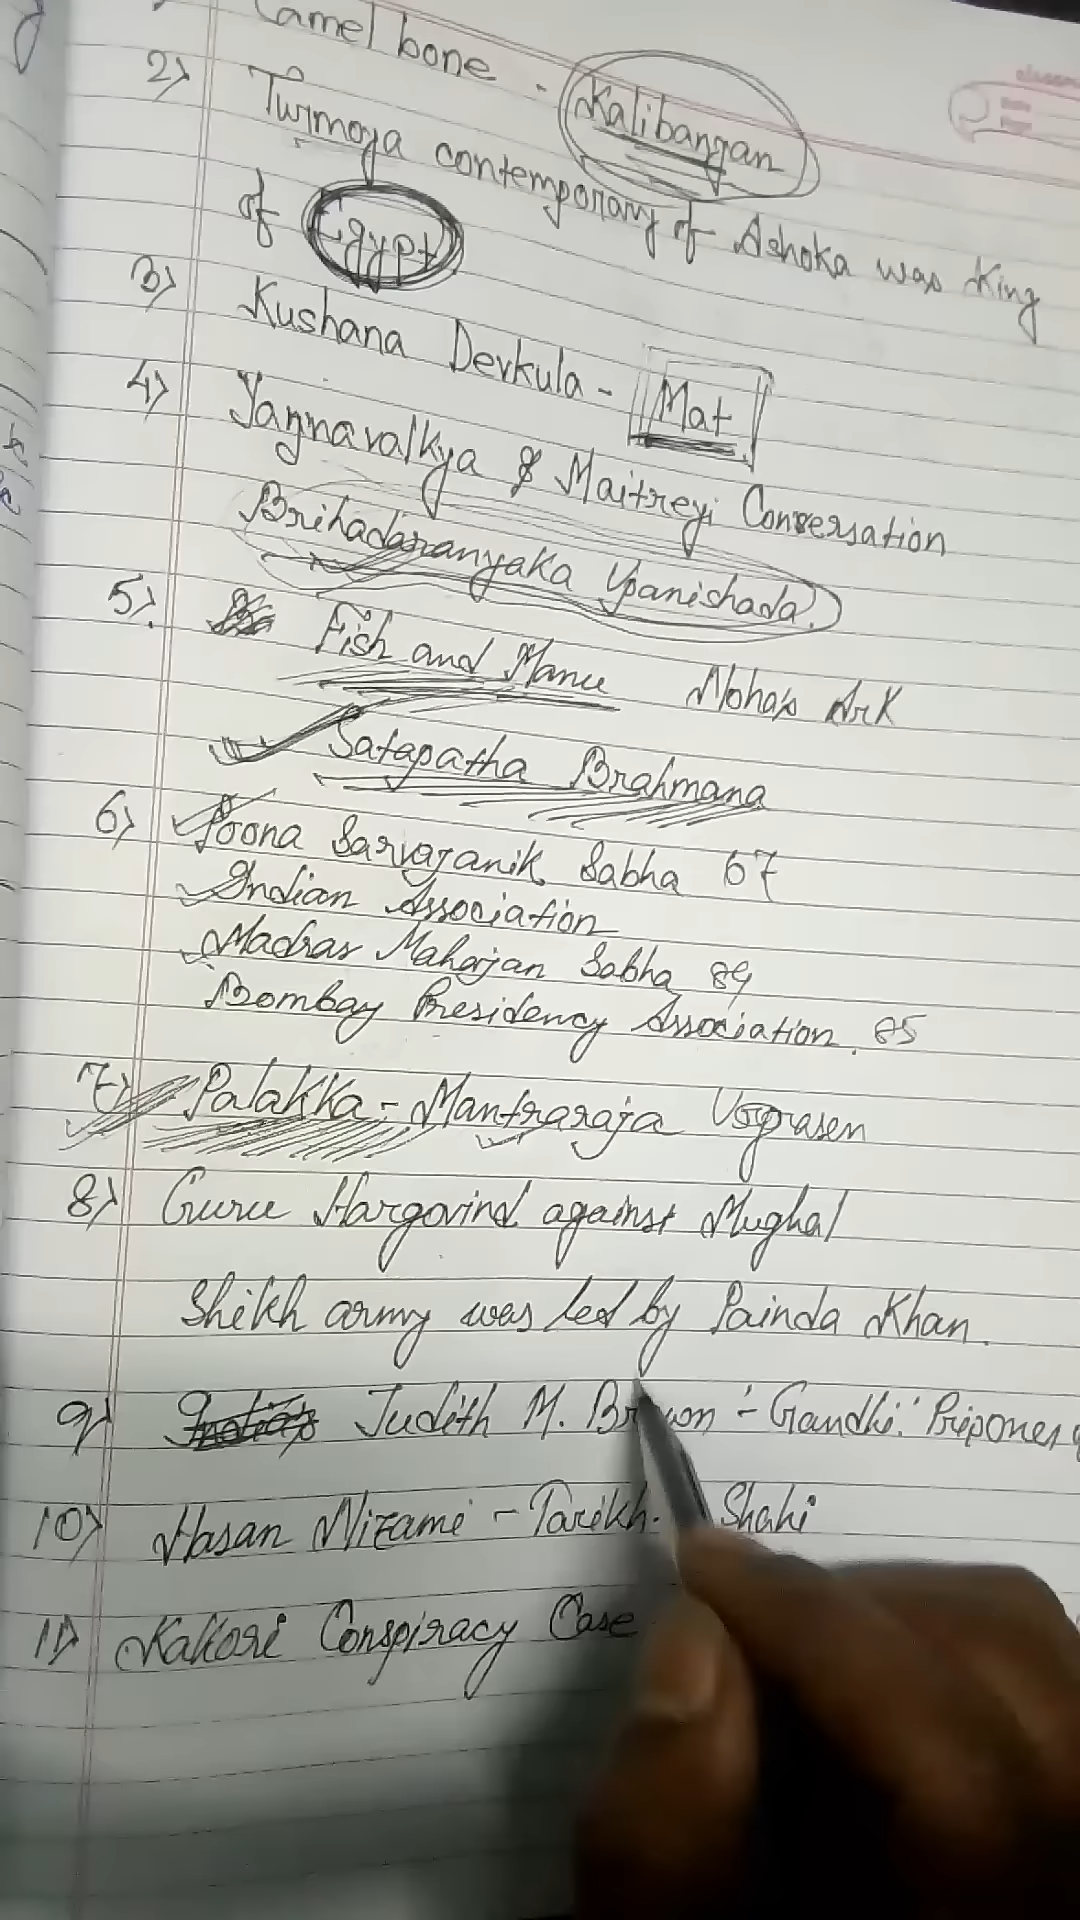 Camel bone - Kalibangan
2) Turmoya contemporary of Ashoka was King
of Egypt
3) Kushana Devkula - Mat
4) Yagnavalkya & Maitreyi Conversation
Brihadaranyaka Upanishada.
5) Fish and Manu Noha's Ark
Satapatha Brahmana
6) Poona Sarvajanik Sabha 67
Indian Association
Madras Mahajan Sabha 84
Bombay Presidency Association. 85
7) Palakka - Mantraraja Ugrasen
8) Guru Hargovind against Mughal
Shikh army was led by Painda Khan.
9) Judith M. Brown - Gandhi: Prisoner
10) Hasan Nizami - Tarikh. Shahi
11) Kakori Conspiracy Case